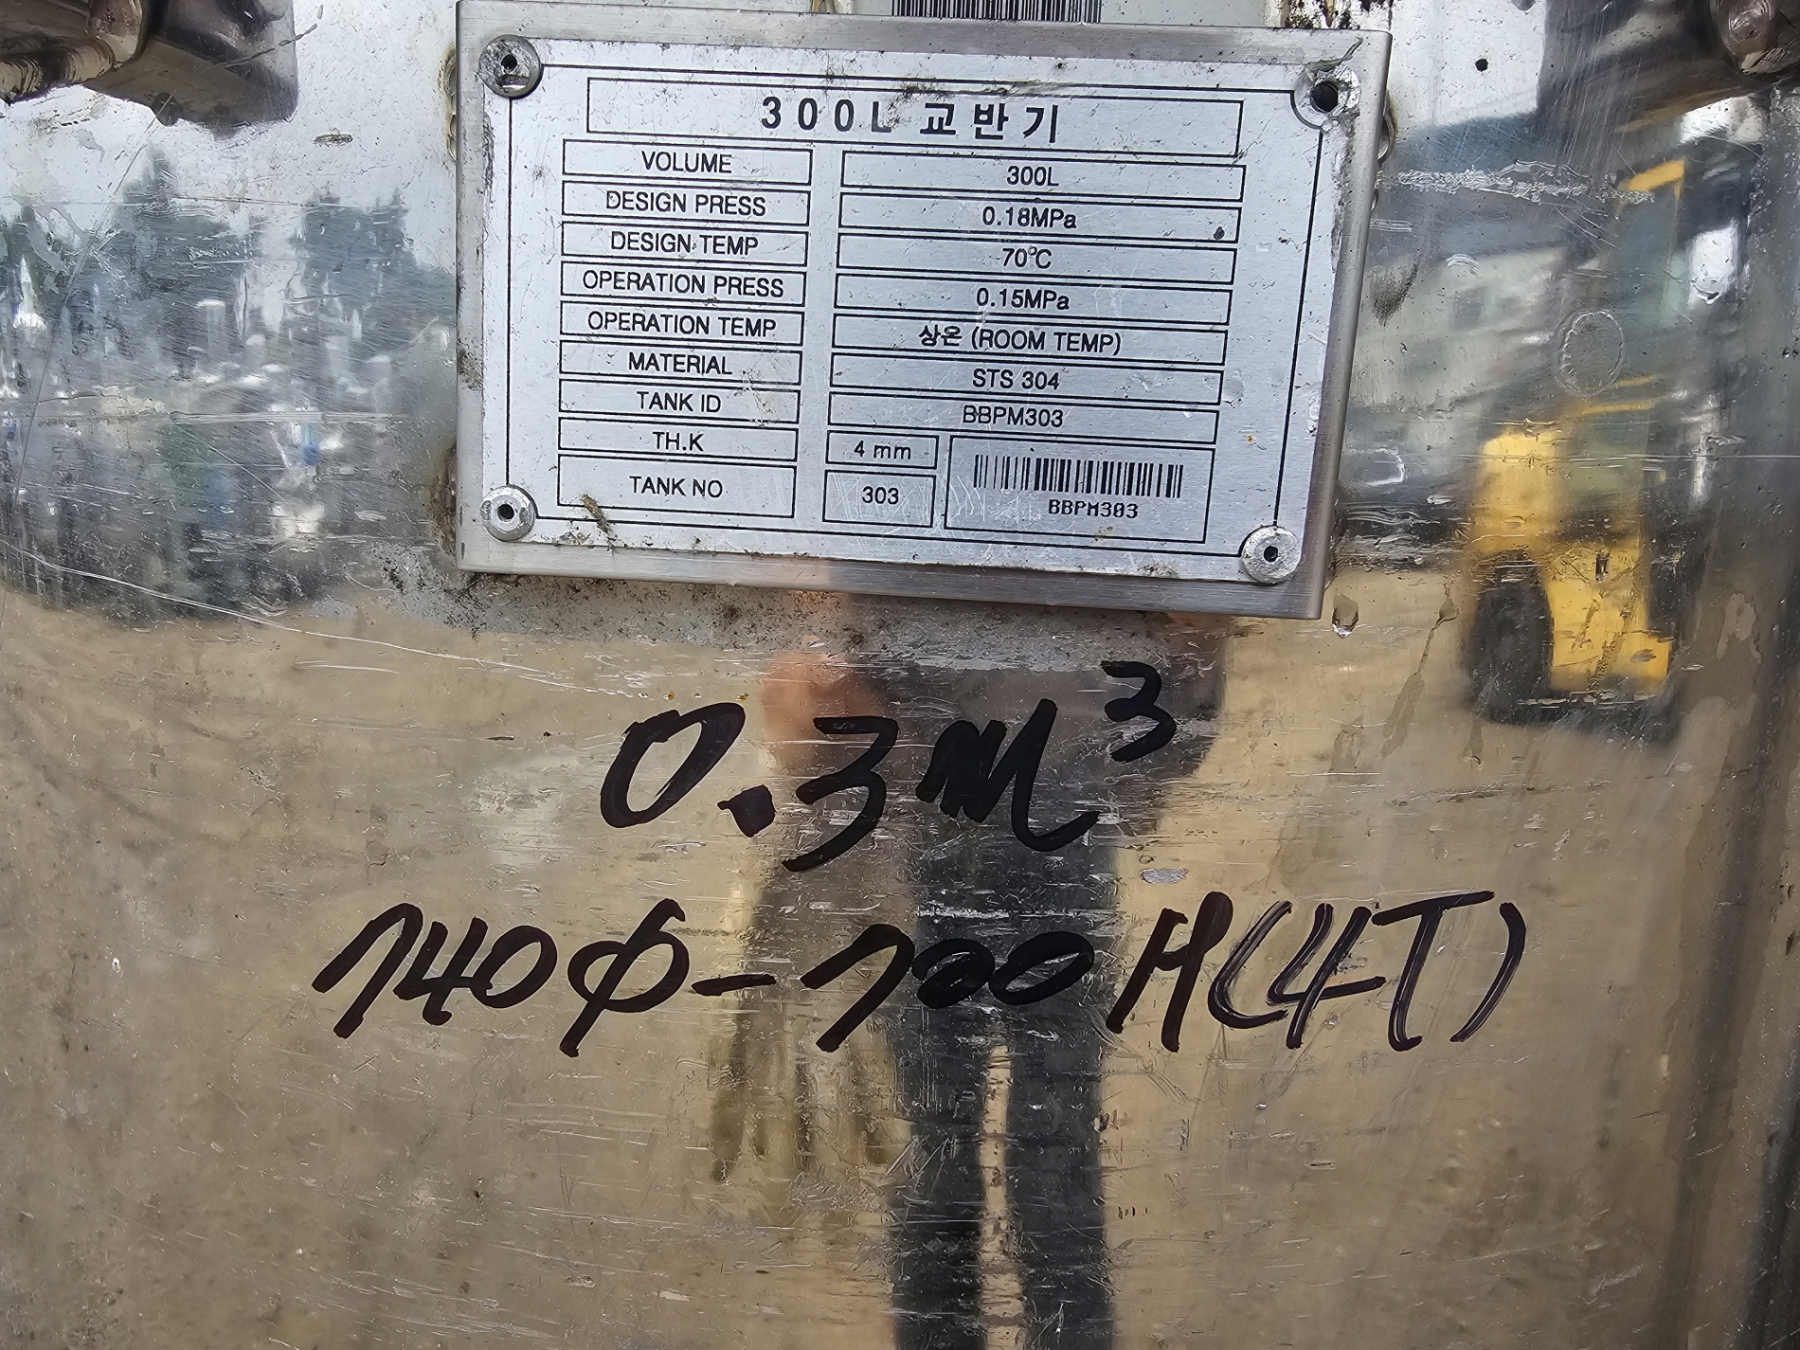 300L 교반기
VOLUME 300L
DESIGN PRESS 0.18MPa
DESIGN TEMP 70℃
OPERATION PRESS 0.15MPa
OPERATION TEMP 상온 (ROOM TEMP)
MATERIAL STS 304
TANK ID BBPM303
TH.K 4 mm
TANK NO 303
BBPM303
0.3m³
740φ-700H(4T)